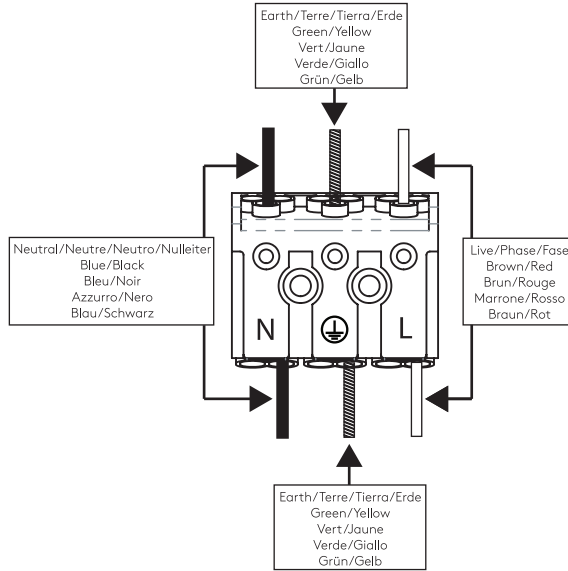 Earth/Terre/Tierra/Erde
Green/Yellow
Vert/Jaune
Verde/Giallo
Grün/Gelb
Neutral/Neutre/Neutro/Nulleiter
Blue/Black
Bleu/Noir
Azzurro/Nero
Blau/Schwarz
Live/Phase/Fase
Brown/Red
Brun/Rouge
Marrone/Rosso
Braun/Rot
N L
Earth/Terre/Tierra/Erde
Green/Yellow
Vert/Jaune
Verde/Giallo
Grün/Gelb